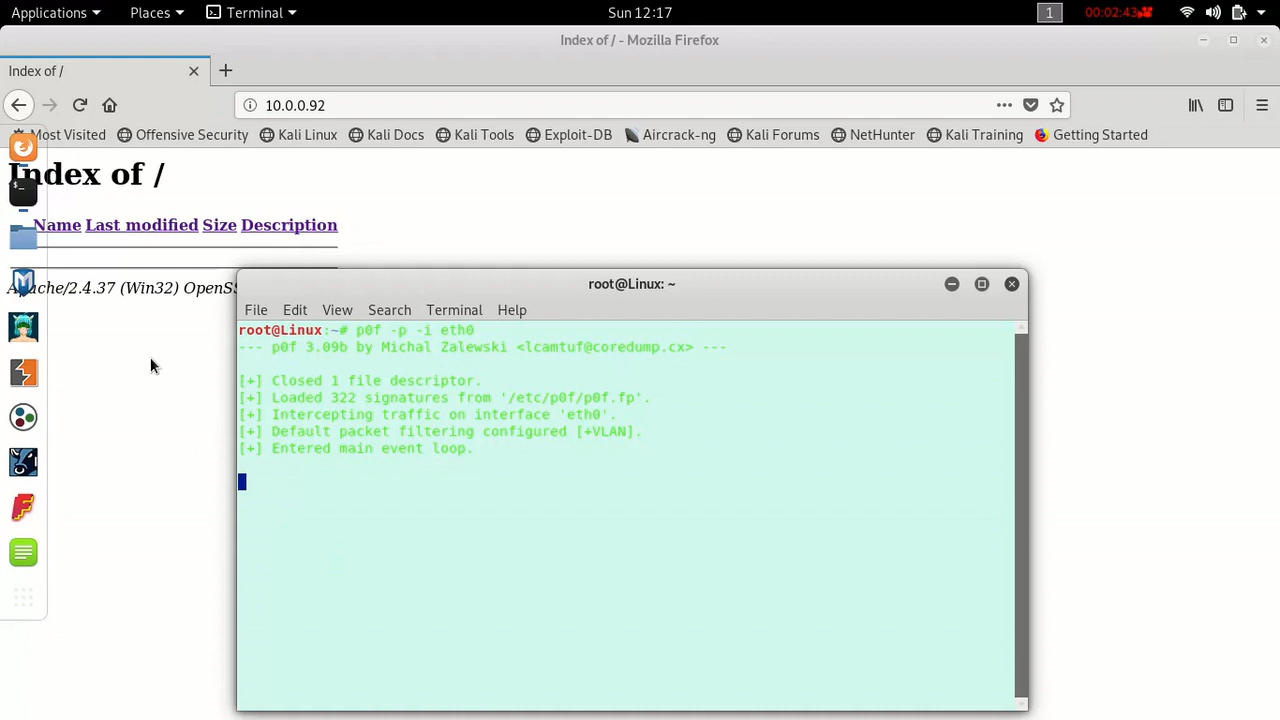 Applications Places Terminal Sun 12:17 1 00:02:43
Index of / - Mozilla Firefox
Index of /
10.0.0.92
Most Visited Offensive Security Kali Linux Kali Docs Kali Tools Exploit-DB Aircrack-ng Kali Forums NetHunter Kali Training Getting Started
Index of /
Name Last modified Size Description
Apache/2.4.37 (Win32) OpenSS
root@Linux: ~
File Edit View Search Terminal Help
root@Linux:~# p0f -p -i eth0
--- p0f 3.09b by Michal Zalewski <lcamtuf@coredump.cx> ---
[+] Closed 1 file descriptor.
[+] Loaded 322 signatures from '/etc/p0f/p0f.fp'.
[+] Intercepting traffic on interface 'eth0'.
[+] Default packet filtering configured [+VLAN].
[+] Entered main event loop.